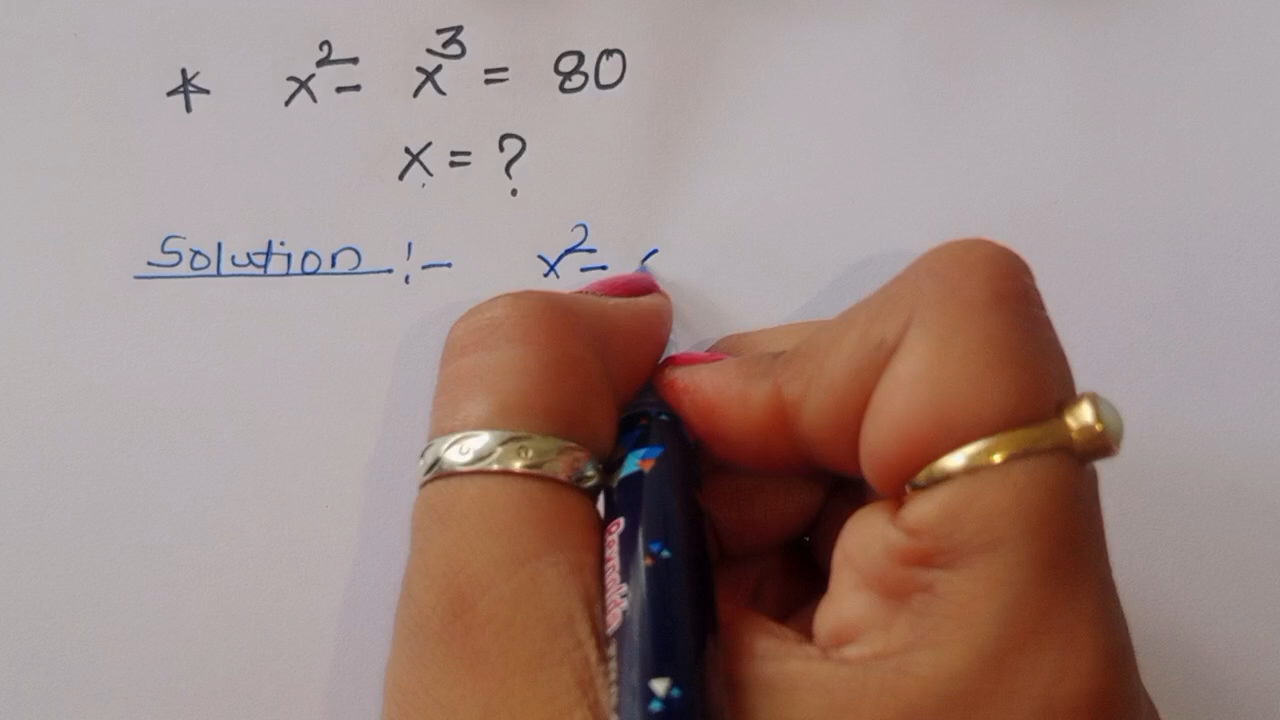 * x² - x³ = 80
x = ?
Solution :- x² -